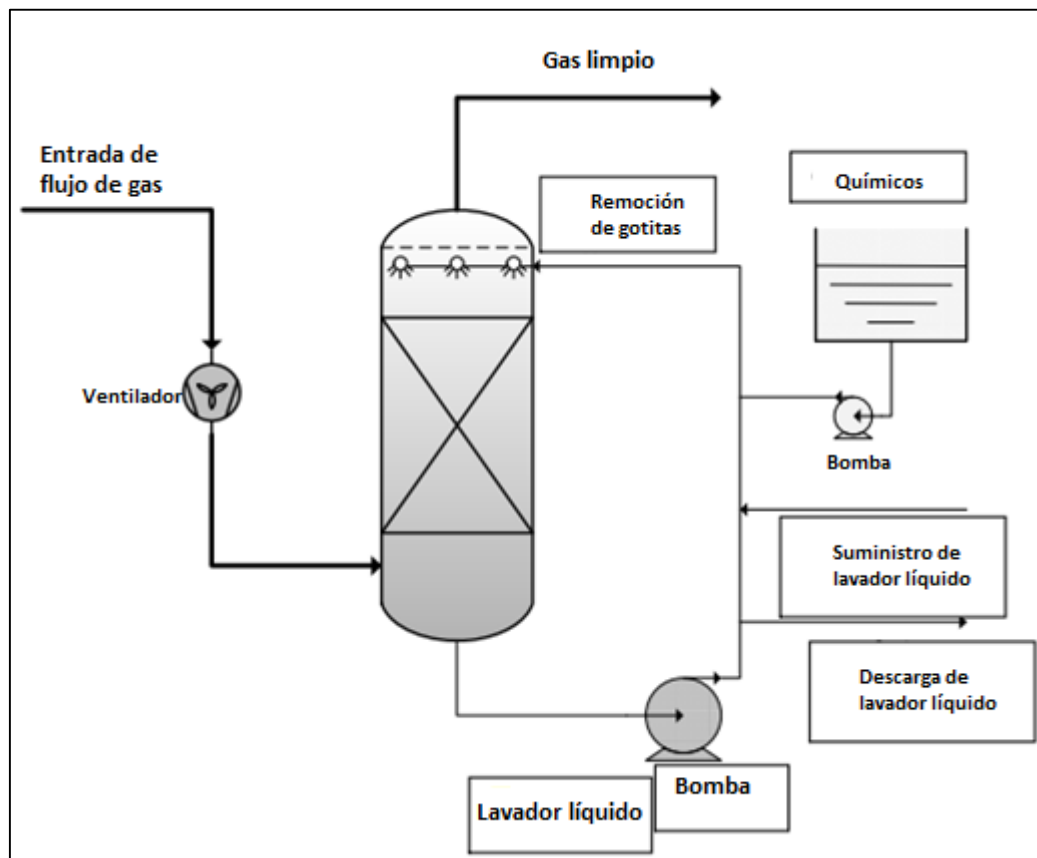 Gas limpio
Entrada de
flujo de gas
Remoción
de gotitas
Químicos
Ventilador
Bomba
Suministro de
lavador líquido
Descarga de
lavador líquido
Bomba
Lavador líquido